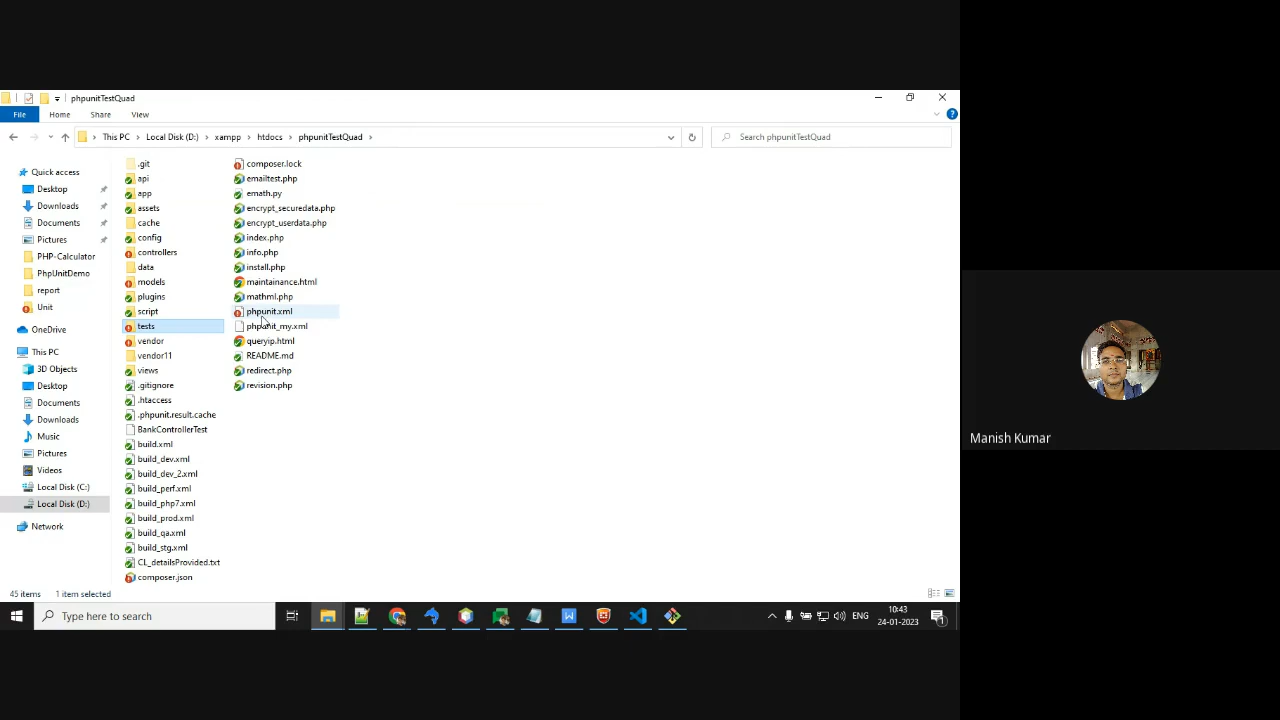 phpunitTestQuad
File
Home
Share
View
This PC
Local Disk (D:)
xampp
htdocs
phpunitTestQuad
Search phpunitTestQuad
Quick access
Desktop
Downloads
Documents
Pictures
PHP-Calculator
PhpUnitDemo
report
Unit
OneDrive
This PC
3D Objects
Desktop
Documents
Downloads
Music
Pictures
Videos
Local Disk (C:)
Local Disk (D:)
Network
.git
api
app
assets
cache
config
controllers
data
models
plugins
script
tests
vendor
vendor11
views
.gitignore
.htaccess
.phpunit.result.cache
BankControllerTest
build.xml
build_dev.xml
build_dev_2.xml
build_perf.xml
build_php7.xml
build_prod.xml
build_qa.xml
build_stg.xml
CL_detailsProvided.txt
composer.json
composer.lock
emailtest.php
emath.py
encrypt_securedata.php
encrypt_userdata.php
index.php
info.php
install.php
maintainance.html
mathml.php
phpunit.xml
phpunit_my.xml
queryip.html
README.md
redirect.php
revision.php
45 items
1 item selected
Type here to search
ENG
10:43
24-01-2023
Manish Kumar